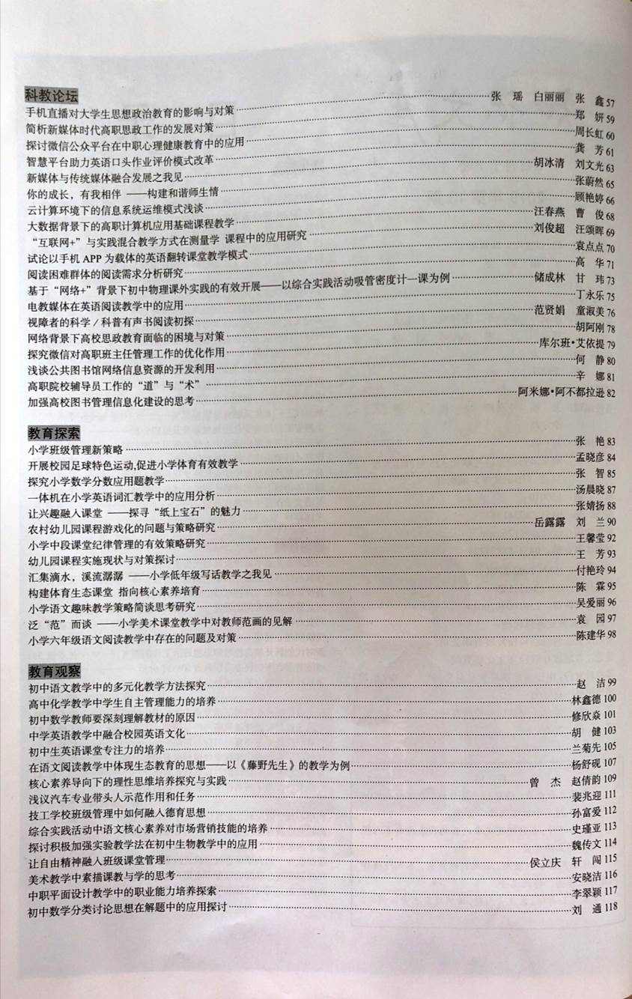 科教论坛
手机直播对大学生思想政治教育的影响与对策……张　瑶　白丽丽　张　鑫 57
简析新媒体时代高职思政工作的发展对策……郑　妍 59
探讨微信公众平台在中职心理健康教育中的应用……周长虹 60
智慧平台助力英语口头作业评价模式改革……龚　芳 61
新媒体与传统媒体融合发展之我见……胡冰清　刘文光 63
你的成长，有我相伴 ——构建和谐师生情……张蔚然 65
云计算环境下的信息系统运维模式浅谈……顾艳婷 66
大数据背景下的高职计算机应用基础课程教学……汪春燕　曹　俊 68
“互联网+”与实践混合教学方式在测量学 课程中的应用研究……刘俊超　汪颂晖 69
试论以手机 APP 为载体的英语翻转课堂教学模式……袁点点 70
阅读困难群体的阅读需求分析研究……高　华 71
基于“网络+”背景下初中物理课外实践的有效开展——以综合实践活动吸管密度计一课为例……储成林　甘　玮 73
电教媒体在英语阅读教学中的应用……丁永乐 75
视障者的科学／科普有声书阅读初探……范贤娟　童淑美 76
网络背景下高校思政教育面临的困境与对策……胡阿刚 78
探究微信对高职班主任管理工作的优化作用……库尔班•艾依提 79
浅谈公共图书馆网络信息资源的开发利用……何　静 80
高职院校辅导员工作的“道”与“术”……辛　娜 81
加强高校图书管理信息化建设的思考……阿米娜•阿不都拉逊 82
教育探索
小学班级管理新策略……张　艳 83
开展校园足球特色运动,促进小学体育有效教学……孟晓彦 84
探究小学数学分数应用题教学……张　智 85
一体机在小学英语词汇教学中的应用分析……汤晨晓 87
让兴趣融入课堂 ——探寻“纸上宝石”的魅力……张婧扬 88
农村幼儿园课程游戏化的问题与策略研究……岳露露　刘　兰 90
小学中段课堂纪律管理的有效策略研究……王馨莹 92
幼儿园课程实施现状与对策探讨……王　芳 93
汇集滴水，溪流潺潺 ——小学低年级写话教学之我见……付艳玲 94
构建体育生态课堂 指向核心素养培育……陈　霖 95
小学语文趣味教学策略简谈思考研究……吴爱丽 96
泛“范”而谈 ——小学美术课堂教学中对教师范画的见解……袁　园 97
小学六年级语文阅读教学中存在的问题及对策……陈建华 98
教育观察
初中语文教学中的多元化教学方法探究……赵　洁 99
高中化学教学中学生自主管理能力的培养……林鑫德 100
初中数学教师要深刻理解教材的原因……修欣焱 101
中学英语教学中融合校园英语文化……胡　健 103
初中生英语课堂专注力的培养……兰菊先 105
在语文阅读教学中体现生态教育的思想——以《藤野先生》的教学为例……杨舒砚 107
核心素养导向下的理性思维培养探究与实践……曾　杰　赵倩韵 109
浅议汽车专业带头人示范作用和任务……裴兆迎 111
技工学校班级管理中如何融入德育思想……孙富爱 112
综合实践活动中语文核心素养对市场营销技能的培养……史瑾亚 113
探讨积极加强实验教学法在初中生物教学中的应用……魏传文 114
让自由精神融入班级课堂管理……侯立庆　轩　闯 115
美术教学中素描课教与学的思考……安晓洁 116
中职平面设计教学中的职业能力培养探索……李翠颖 117
初中数学分类讨论思想在解题中的应用探讨……刘　通 118